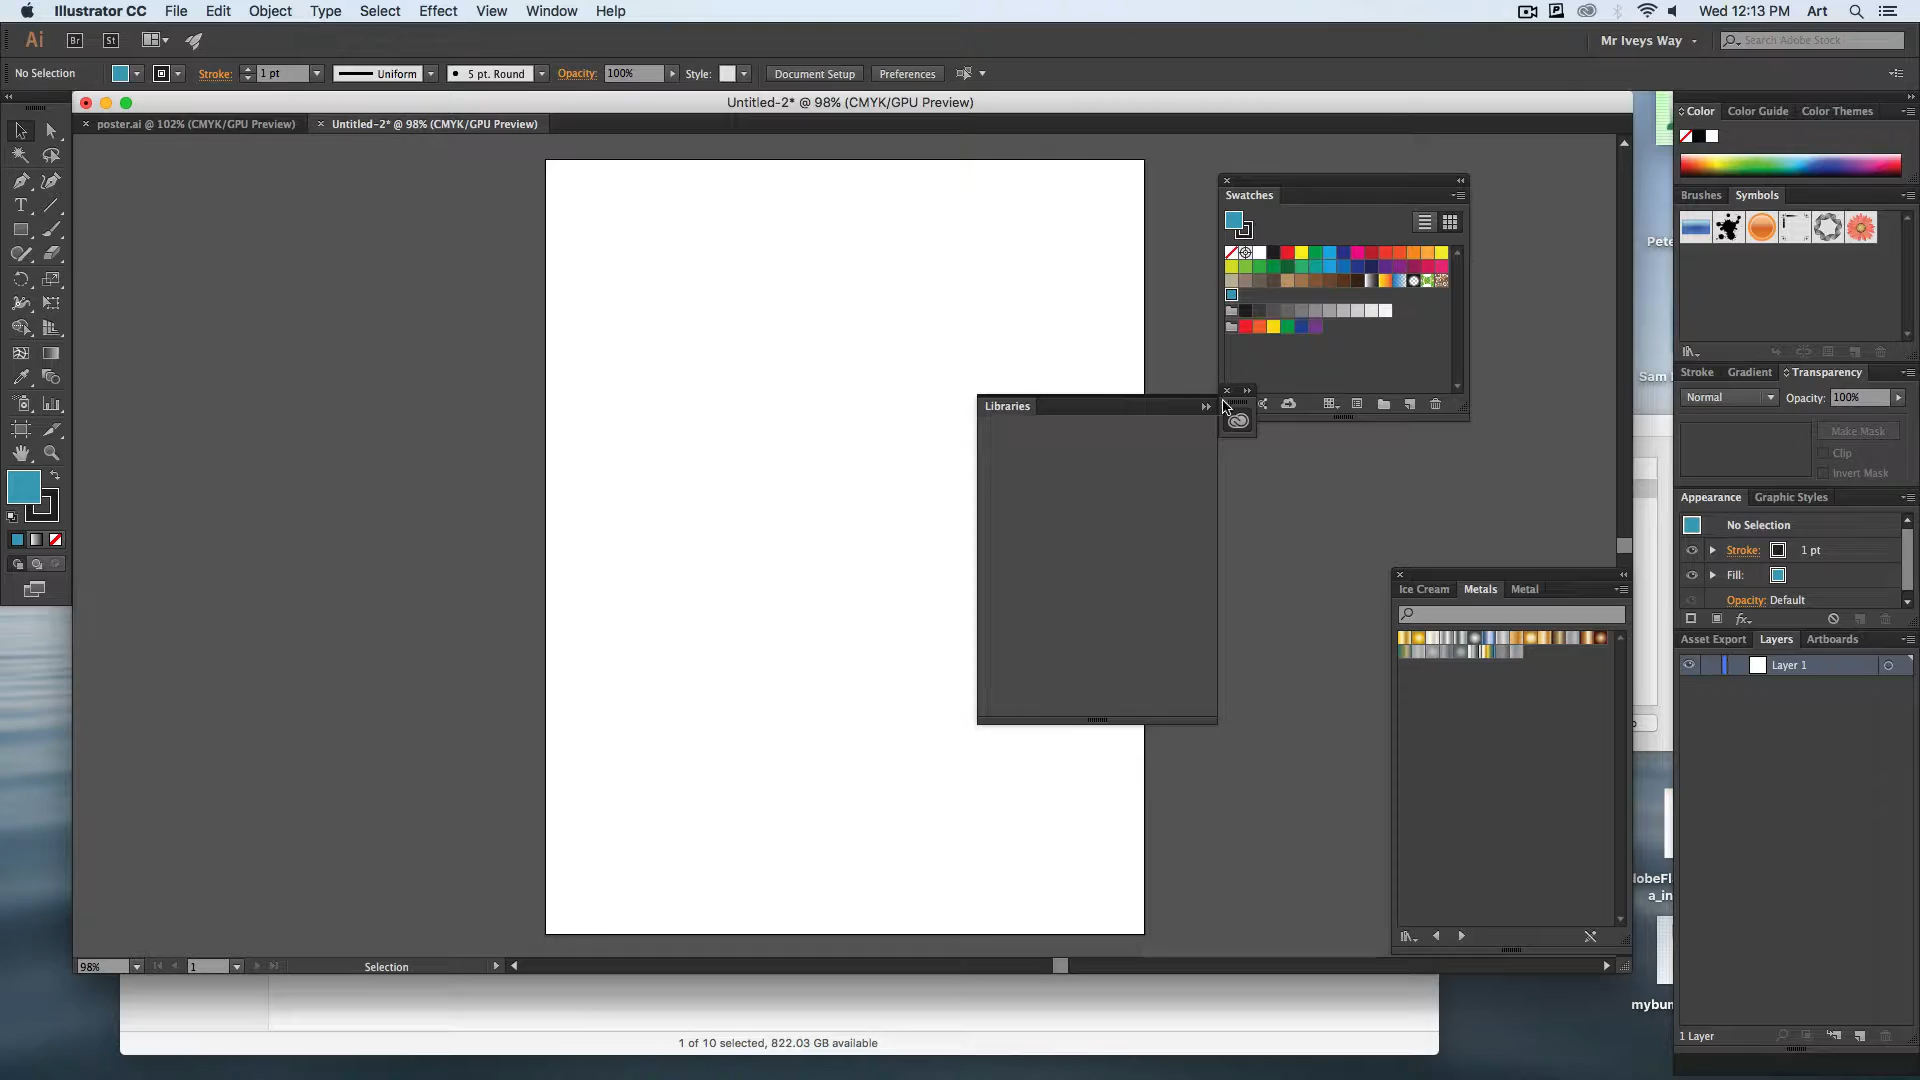 Illustrator CC File Edit Object Type Select Effect View Window Help
Wed 12:13 PM Art
Ai Br St
Mr Iveys Way
Search Adobe Stock
No Selection
Stroke: 1 pt
Uniform
5 pt. Round
Opacity: 100%
Style:
Document Setup
Preferences
Untitled-2* @ 98% (CMYK/GPU Preview)
poster.ai @ 102% (CMYK/GPU Preview)
Untitled-2* @ 98% (CMYK/GPU Preview)
Color Color Guide Color Themes
Swatches
Brushes Symbols
Pete
Sam
Stroke Gradient Transparency
Normal
Opacity: 100%
Make Mask
Clip
Invert Mask
Libraries
Appearance Graphic Styles
No Selection
Stroke: 1 pt
Fill:
Opacity: Default
fx
Ice Cream Metals Metal
Asset Export Layers Artboards
Layer 1
dobeFl
a_in
mybun
98%
1
Selection
1 Layer
1 of 10 selected, 822.03 GB available